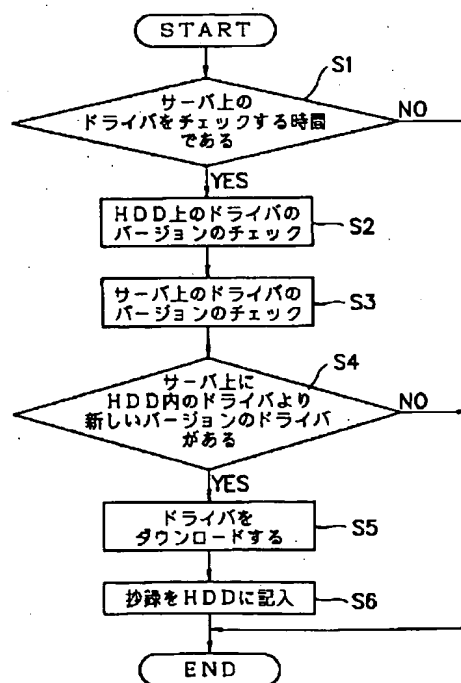 START
S1
サーバ上の
ドライバをチェックする時間
である
NO
YES
HDD上のドライバの
バージョンのチェック
S2
サーバ上のドライバの
バージョンのチェック
S3
S4
サーバ上に
HDD内のドライバより
新しいバージョンのドライバ
がある
NO
YES
ドライバを
ダウンロードする
S5
抄録をHDDに記入
S6
END